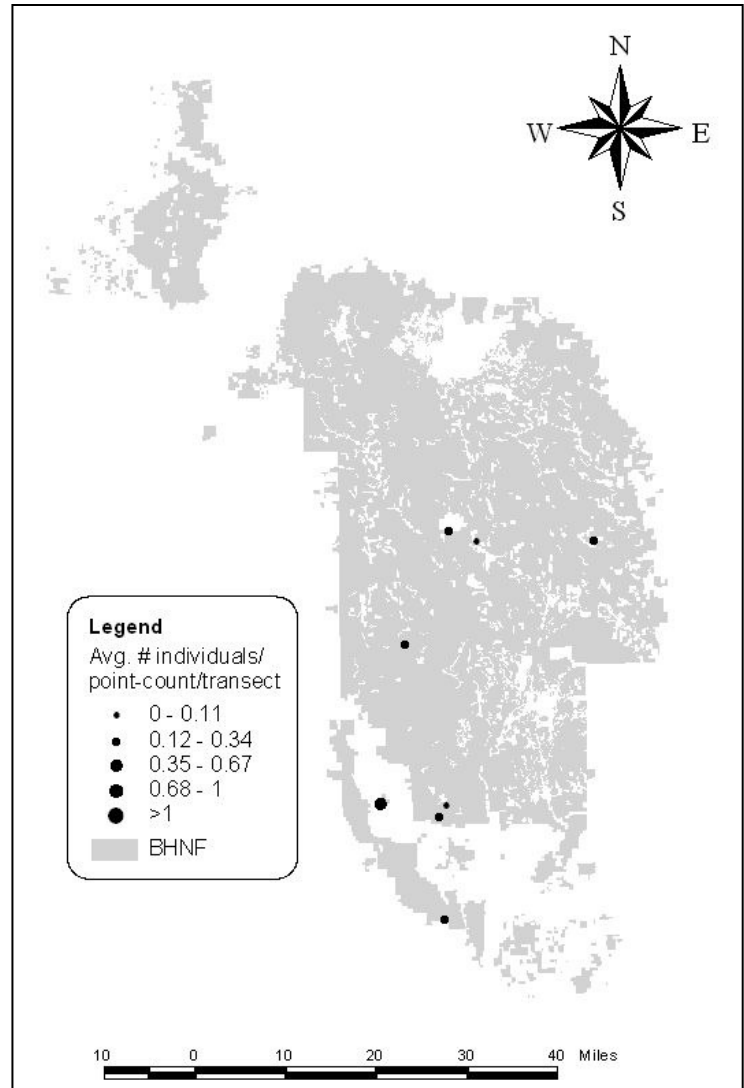 N
W E
S
Legend
Avg. # individuals/
point-count/transect
0 - 0.11
0.12 - 0.34
0.35 - 0.67
0.68 - 1
>1
BHNF
10 0 10 20 30 40 Miles